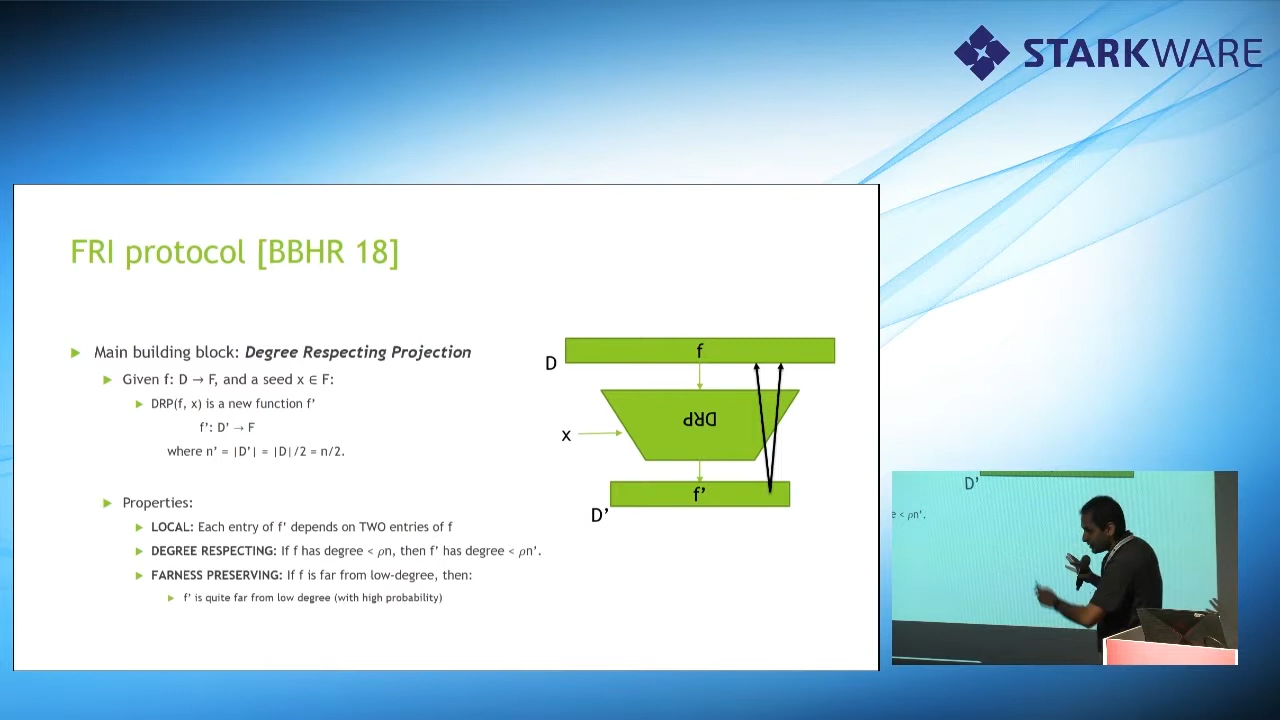 STARKWARE
FRI protocol [BBHR 18]
Main building block: Degree Respecting Projection
Given f: D → F, and a seed x ∈ F:
DRP(f, x) is a new function f’
f’: D’ → F
where n’ = |D’| = |D|/2 = n/2.
Properties:
LOCAL: Each entry of f’ depends on TWO entries of f
DEGREE RESPECTING: If f has degree < ρn, then f’ has degree < ρn’.
FARNESS PRESERVING: If f is far from low-degree, then:
f’ is quite far from low degree (with high probability)
f
D
DRP
x
f’
D’
D’
e < ρn’.